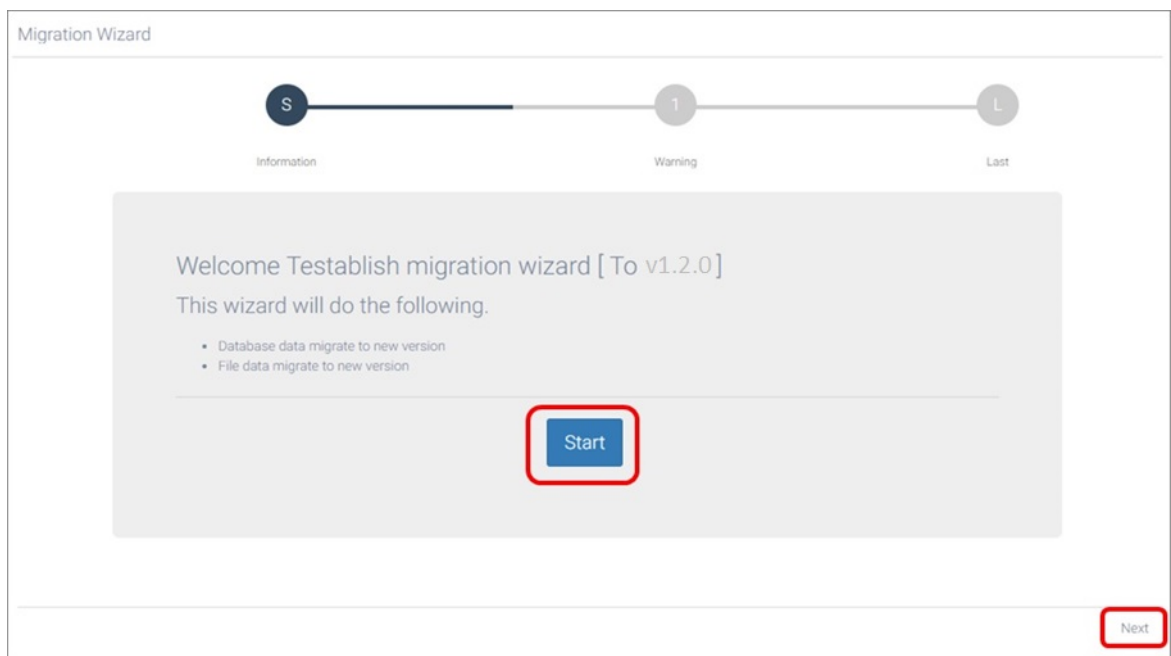 Migration Wizard
S
1
L
Information
Warning
Last
Welcome Testablish migration wizard [ To v1.2.0 ]
This wizard will do the following.
Database data migrate to new version
File data migrate to new version
Start
Next